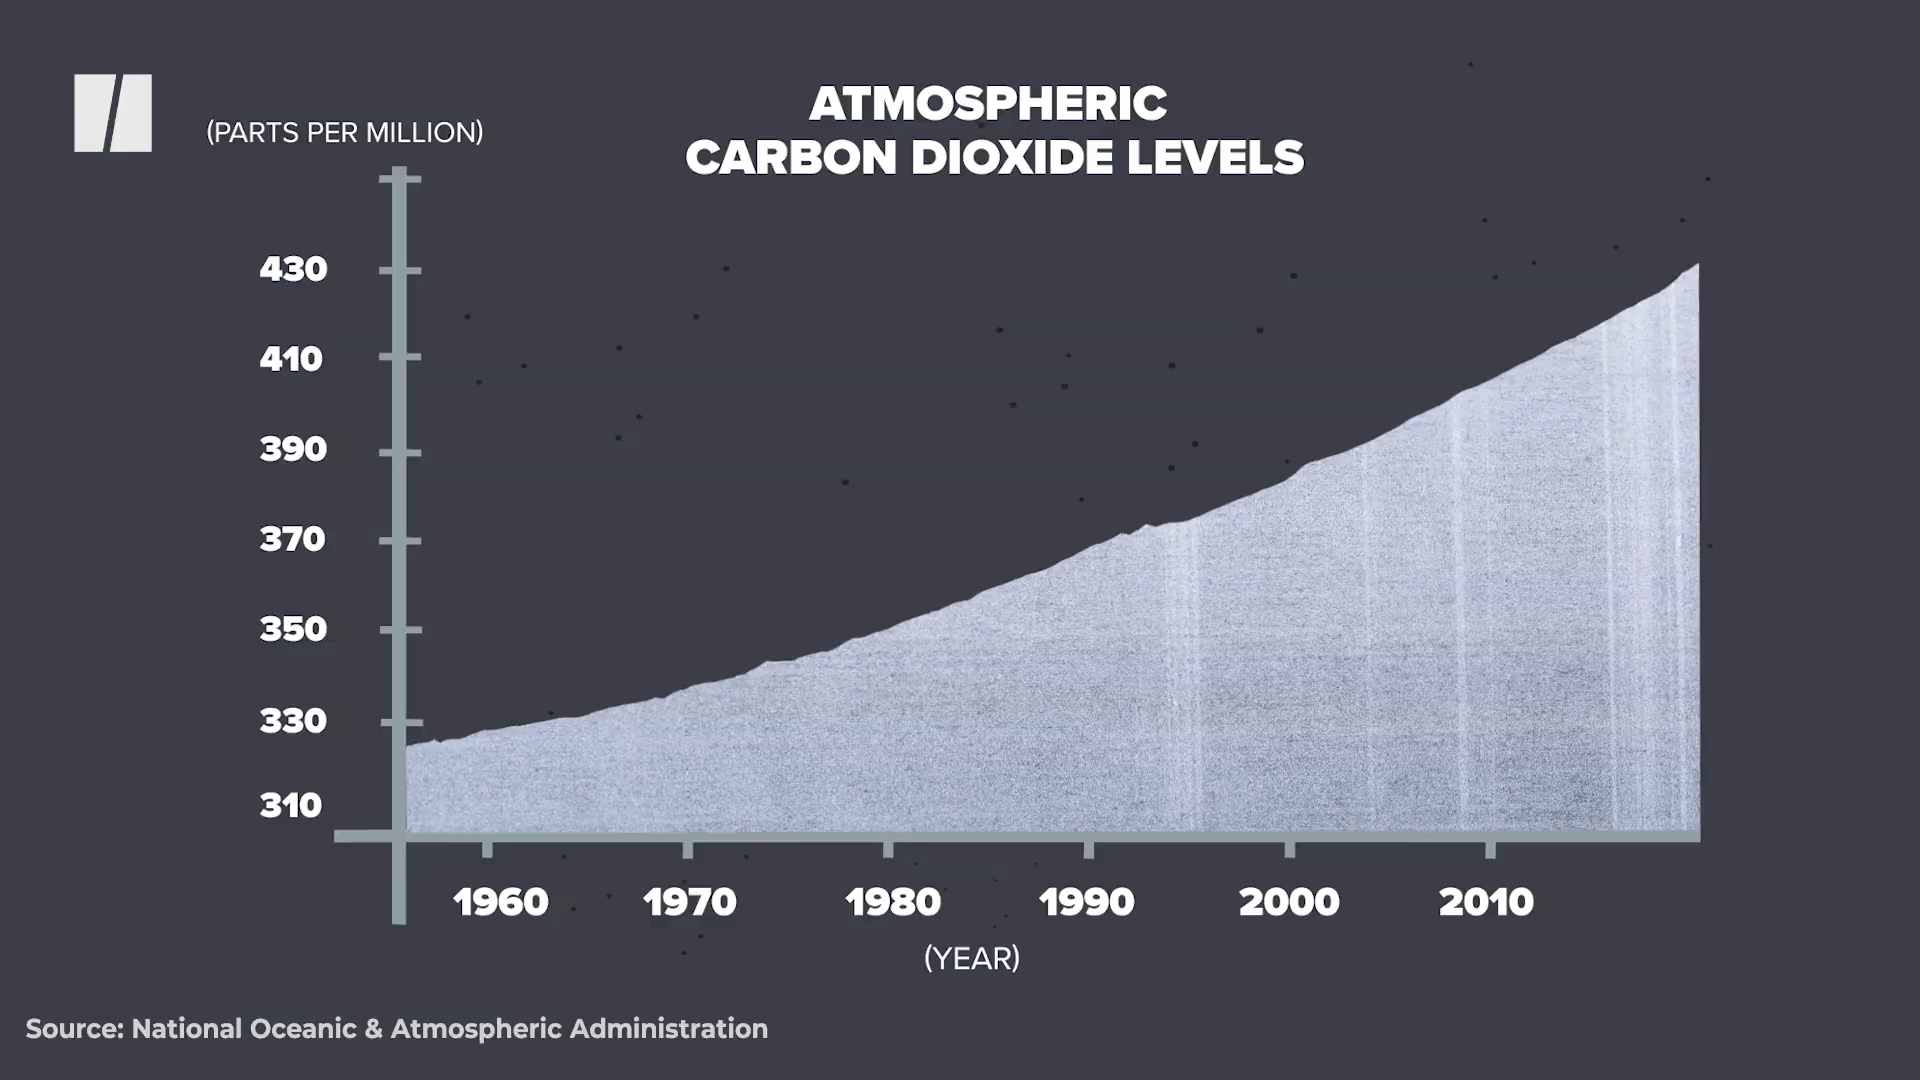 (PARTS PER MILLION)
ATMOSPHERIC
CARBON DIOXIDE LEVELS
430
410
390
370
350
330
310
1960 1970 1980 1990 2000 2010
(YEAR)
Source: National Oceanic & Atmospheric Administration